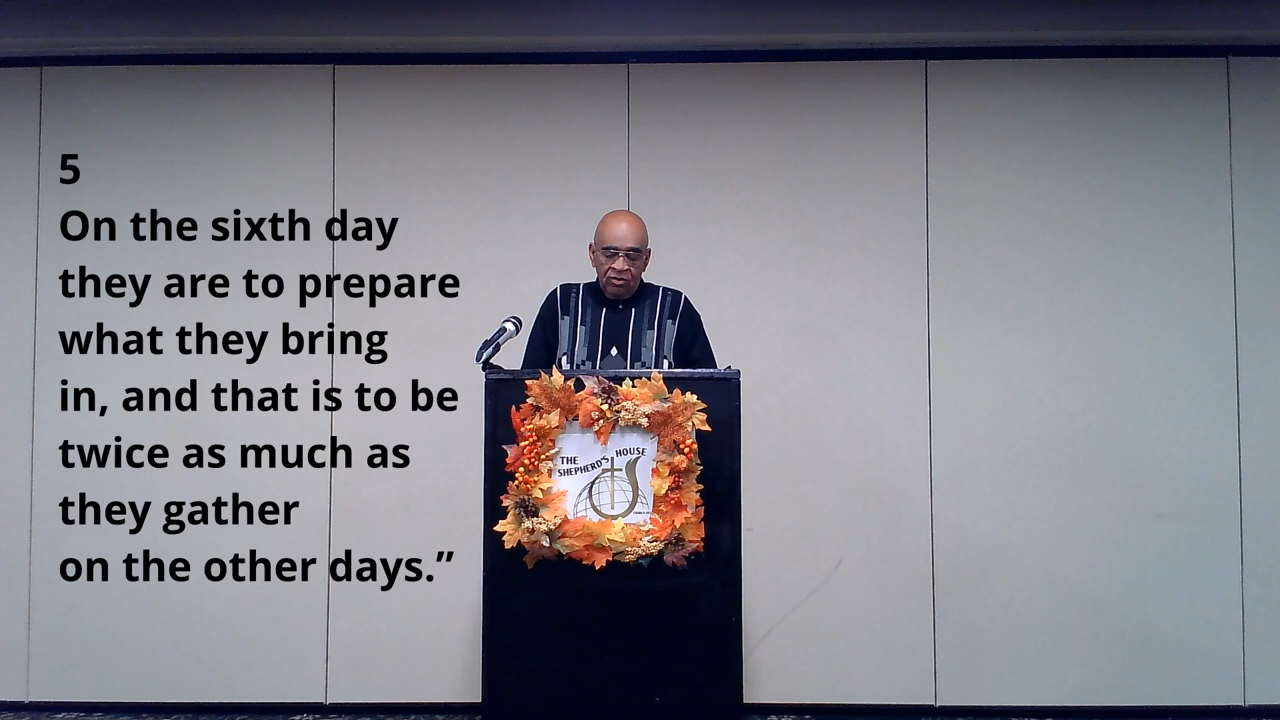 5
On the sixth day
they are to prepare
what they bring
in, and that is to be
twice as much as
they gather
on the other days.”
THE
SHEPHERD'S HOUSE